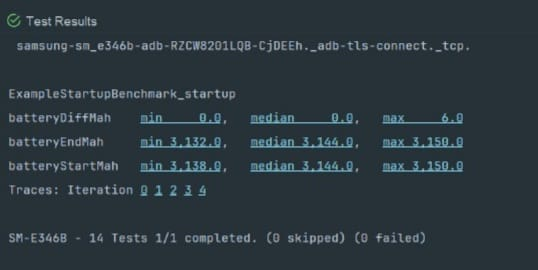 Test Results
samsung-sm_e346b-adb-RZCW8201LQB-CjDEEh._adb-tls-connect._tcp.
ExampleStartupBenchmark_startup
batteryDiffMah min 0.0, median 0.0, max 6.0
batteryEndMah min 3,132.0, median 3,144.0, max 3,150.0
batteryStartMah min 3,138.0, median 3,144.0, max 3,150.0
Traces: Iteration 0 1 2 3 4
SM-E346B - 14 Tests 1/1 completed. (0 skipped) (0 failed)